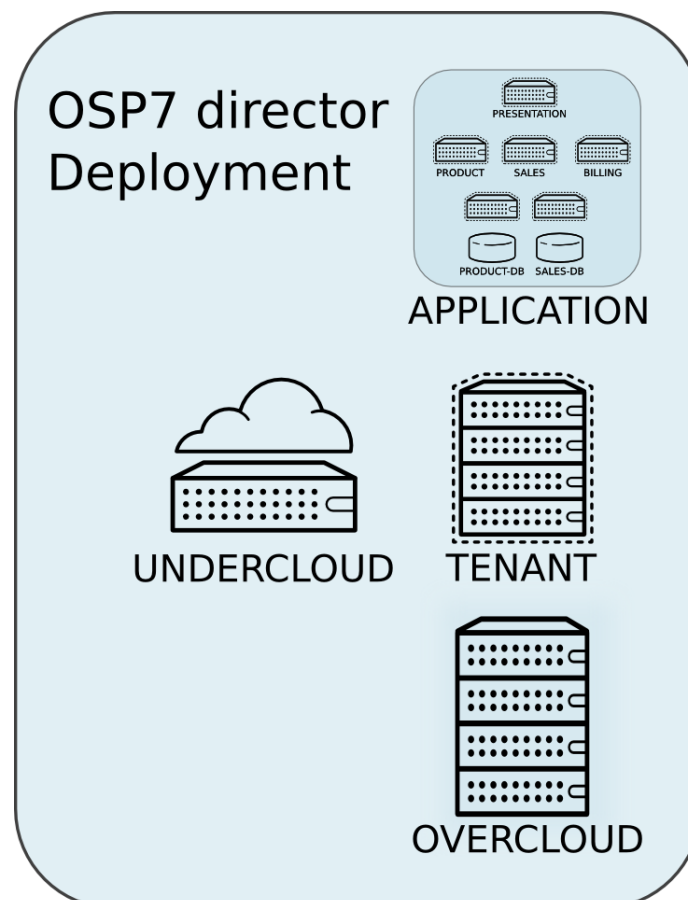 OSP7 director
Deployment
PRESENTATION
PRODUCT SALES BILLING
PRODUCT-DB SALES-DB
APPLICATION
UNDERCLOUD TENANT
OVERCLOUD